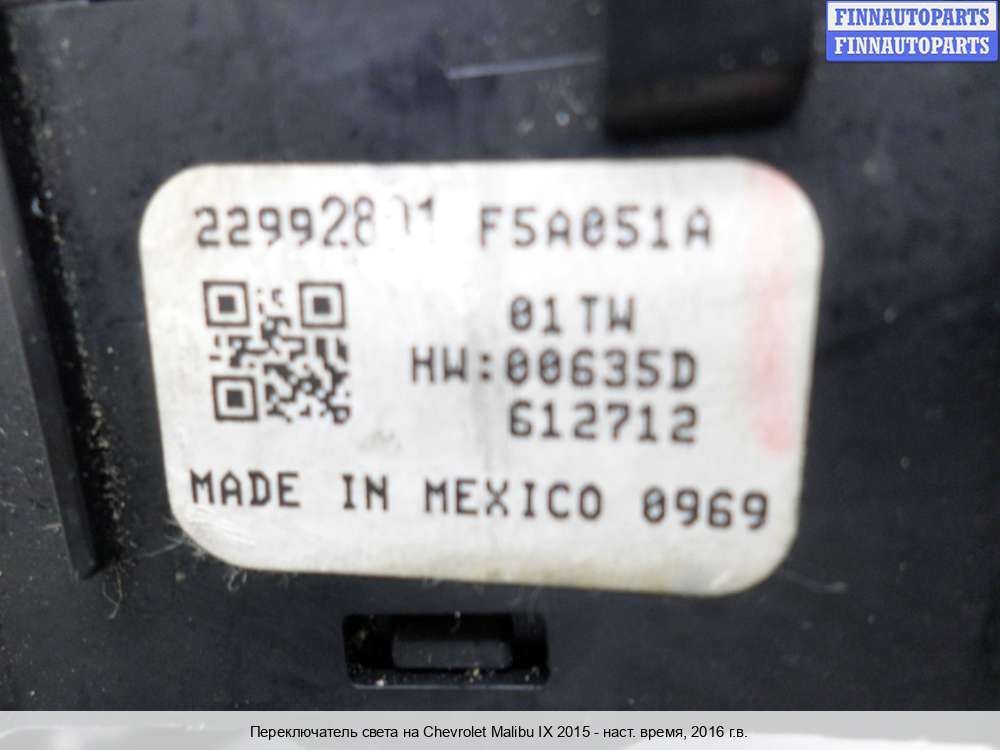 FINNAUTOPARTS
FINNAUTOPARTS
F5A051A
01TW
HW:00635D
612712
MADE IN MEXICO 0969
Переключатель света на Chevrolet Malibu IX 2015 - наст. время, 2016 г.в.